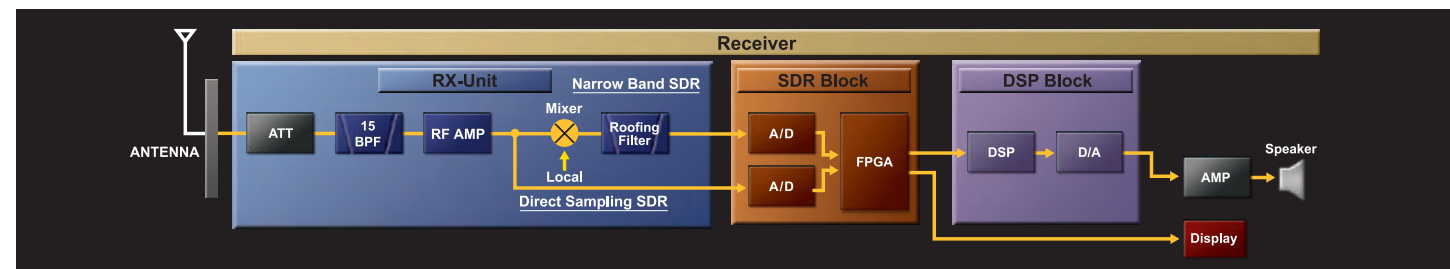 Receiver
RX-Unit
Narrow Band SDR
SDR Block
DSP Block
Mixer
ANTENNA
ATT
15
BPF
RF AMP
Roofing
Filter
Local
Direct Sampling SDR
A/D
A/D
FPGA
DSP
D/A
AMP
Speaker
Display